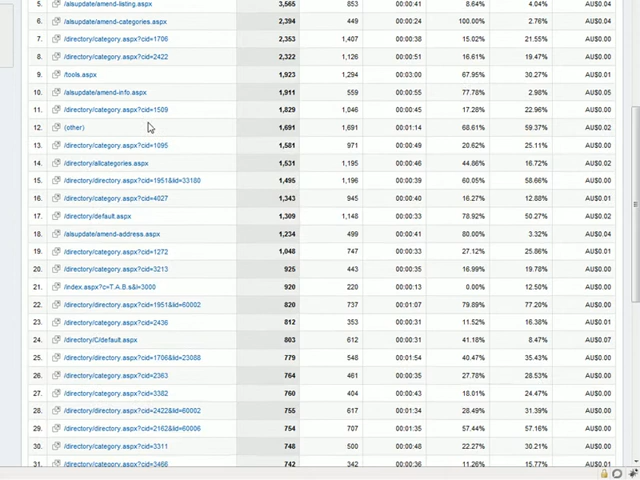 5. /alsupdate/amend-listing.aspx 3,565 853 00:00:41 8.64% 4.04% AU$0.04
6. /alsupdate/amend-categories.aspx 2,394 449 00:00:24 100.00% 2.76% AU$0.04
7. /directory/category.aspx?cid=1706 2,353 1,407 00:00:38 15.02% 21.55% AU$0.00
8. /directory/category.aspx?cid=2422 2,322 1,126 00:00:51 16.61% 19.47% AU$0.00
9. /tools.aspx 1,923 1,294 00:03:00 67.95% 30.27% AU$0.01
10. /alsupdate/amend-info.aspx 1,911 559 00:00:55 77.78% 2.98% AU$0.05
11. /directory/category.aspx?cid=1509 1,829 1,046 00:00:45 17.28% 22.96% AU$0.00
12. (other) 1,691 1,691 00:01:14 68.61% 59.37% AU$0.02
13. /directory/category.aspx?cid=1095 1,581 971 00:00:49 20.62% 25.11% AU$0.00
14. /directory/allcategories.aspx 1,531 1,195 00:00:46 44.86% 16.72% AU$0.02
15. /directory/directory.aspx?cid=1951&lid=33180 1,495 1,196 00:00:39 60.05% 58.66% AU$0.00
16. /directory/category.aspx?cid=4027 1,343 945 00:00:40 16.27% 12.88% AU$0.01
17. /directory/default.aspx 1,309 1,148 00:00:33 78.92% 50.27% AU$0.02
18. /alsupdate/amend-address.aspx 1,234 499 00:00:41 80.00% 3.32% AU$0.04
19. /directory/category.aspx?cid=1272 1,048 747 00:00:33 27.12% 25.86% AU$0.01
20. /directory/category.aspx?cid=3213 925 443 00:00:35 16.99% 19.78% AU$0.00
21. /index.aspx?c=T.A.B.s&l=3000 920 220 00:00:13 0.00% 12.50% AU$0.00
22. /directory/directory.aspx?cid=1951&lid=60002 820 737 00:01:07 79.89% 77.20% AU$0.00
23. /directory/category.aspx?cid=2436 812 353 00:00:31 11.52% 16.38% AU$0.01
24. /directory/C/default.aspx 803 612 00:00:31 41.18% 8.47% AU$0.07
25. /directory/directory.aspx?cid=1706&lid=23088 779 548 00:01:54 40.47% 35.43% AU$0.00
26. /directory/category.aspx?cid=2363 764 461 00:00:35 27.78% 28.53% AU$0.00
27. /directory/category.aspx?cid=3382 760 404 00:00:43 18.01% 24.47% AU$0.00
28. /directory/directory.aspx?cid=2422&lid=60002 755 617 00:01:34 28.49% 31.39% AU$0.00
29. /directory/directory.aspx?cid=2162&lid=60006 754 707 00:01:35 57.44% 57.16% AU$0.00
30. /directory/category.aspx?cid=3311 748 500 00:00:48 22.27% 30.21% AU$0.00
31. /directory/category.aspx?cid=3466 742 342 00:00:36 11.26% 15.77% AU$0.01